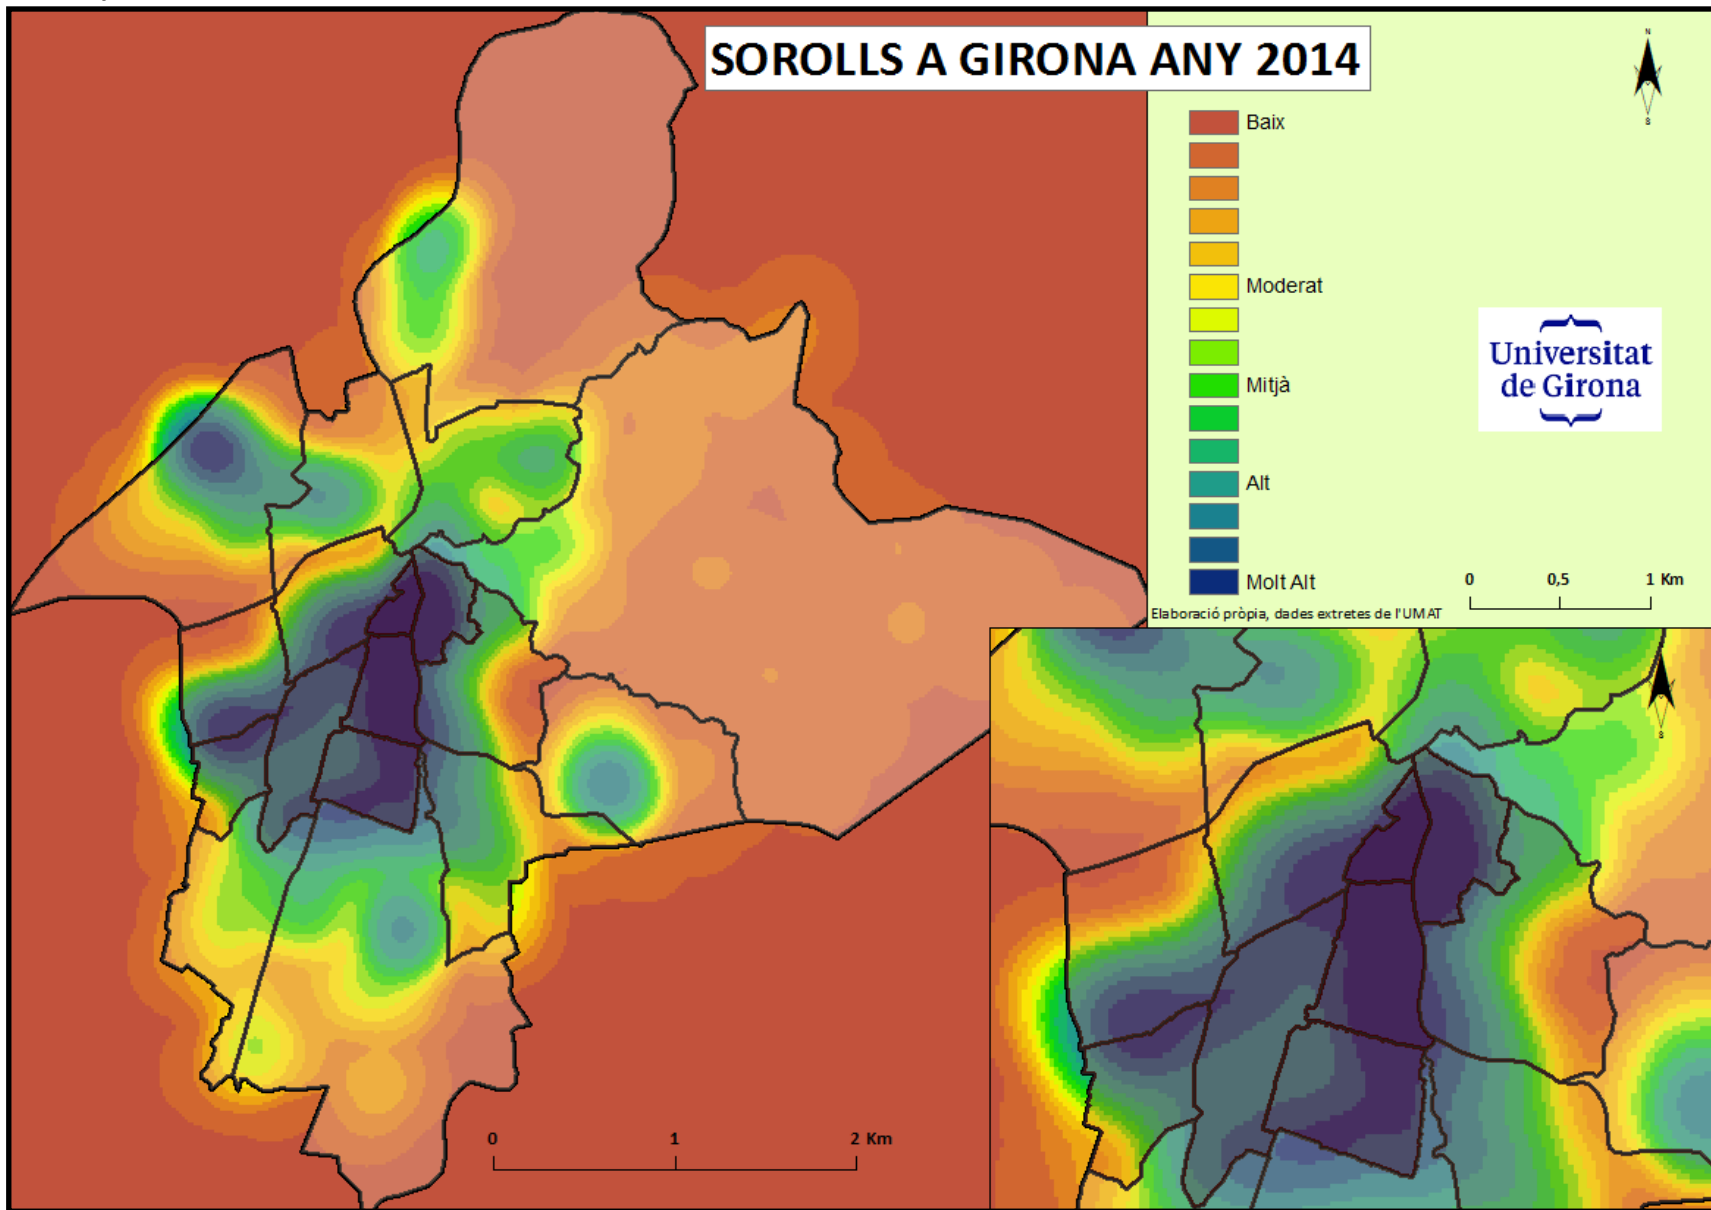 SOROLLS A GIRONA ANY 2014
N
S
Baix
Moderat
Mitjà
Alt
Molt Alt
Universitat
de Girona
0 0,5 1 Km
Elaboració pròpia, dades extretes de l'UMAT
S
0 1 2 Km